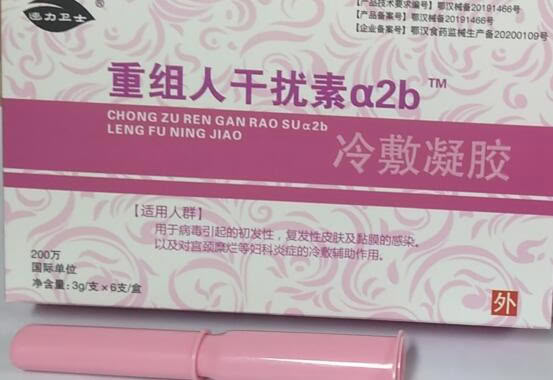 速力卫士
【产品技术要求编号】鄂汉械备20191466号
【产品备案号】鄂汉械备20191466号
【企业备案号】鄂汉食药监械生产备20200109号
重组人干扰素α2b™
CHONG ZU REN GAN RAO SU α2b
LENG FU NING JIAO
冷敷凝胶
【适用人群】
用于病毒引起的初发性，复发性皮肤及黏膜的感染。
以及对宫颈糜烂等妇科炎症的冷敷辅助作用。
200万
国际单位
净含量：3g/支×6支/盒
外